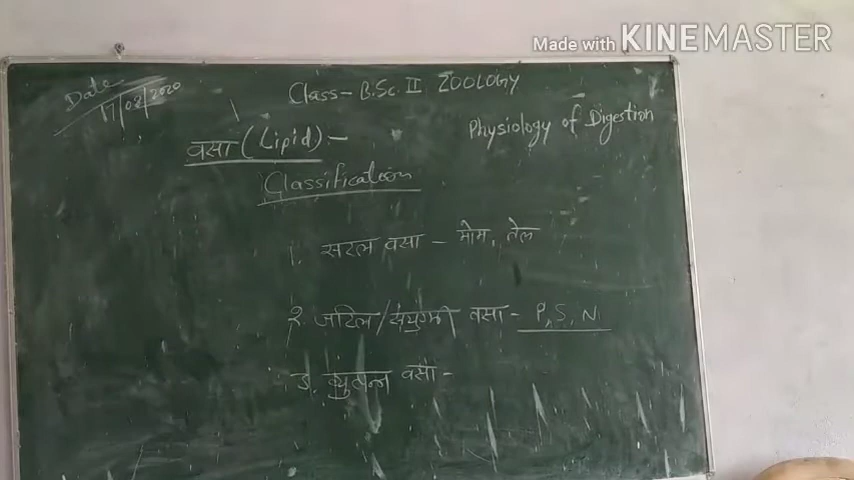 Made with KINEMASTER
Date
17/08/2020
Class - B.Sc. II ZOOLOGY
Physiology of Digestion
वसा (Lipid) :-
Classification
1. सरल वसा - मोम, तेल
२. जटिल/संयुग्मी वसा - P, S, N
3. व्युत्पन्न वसा -